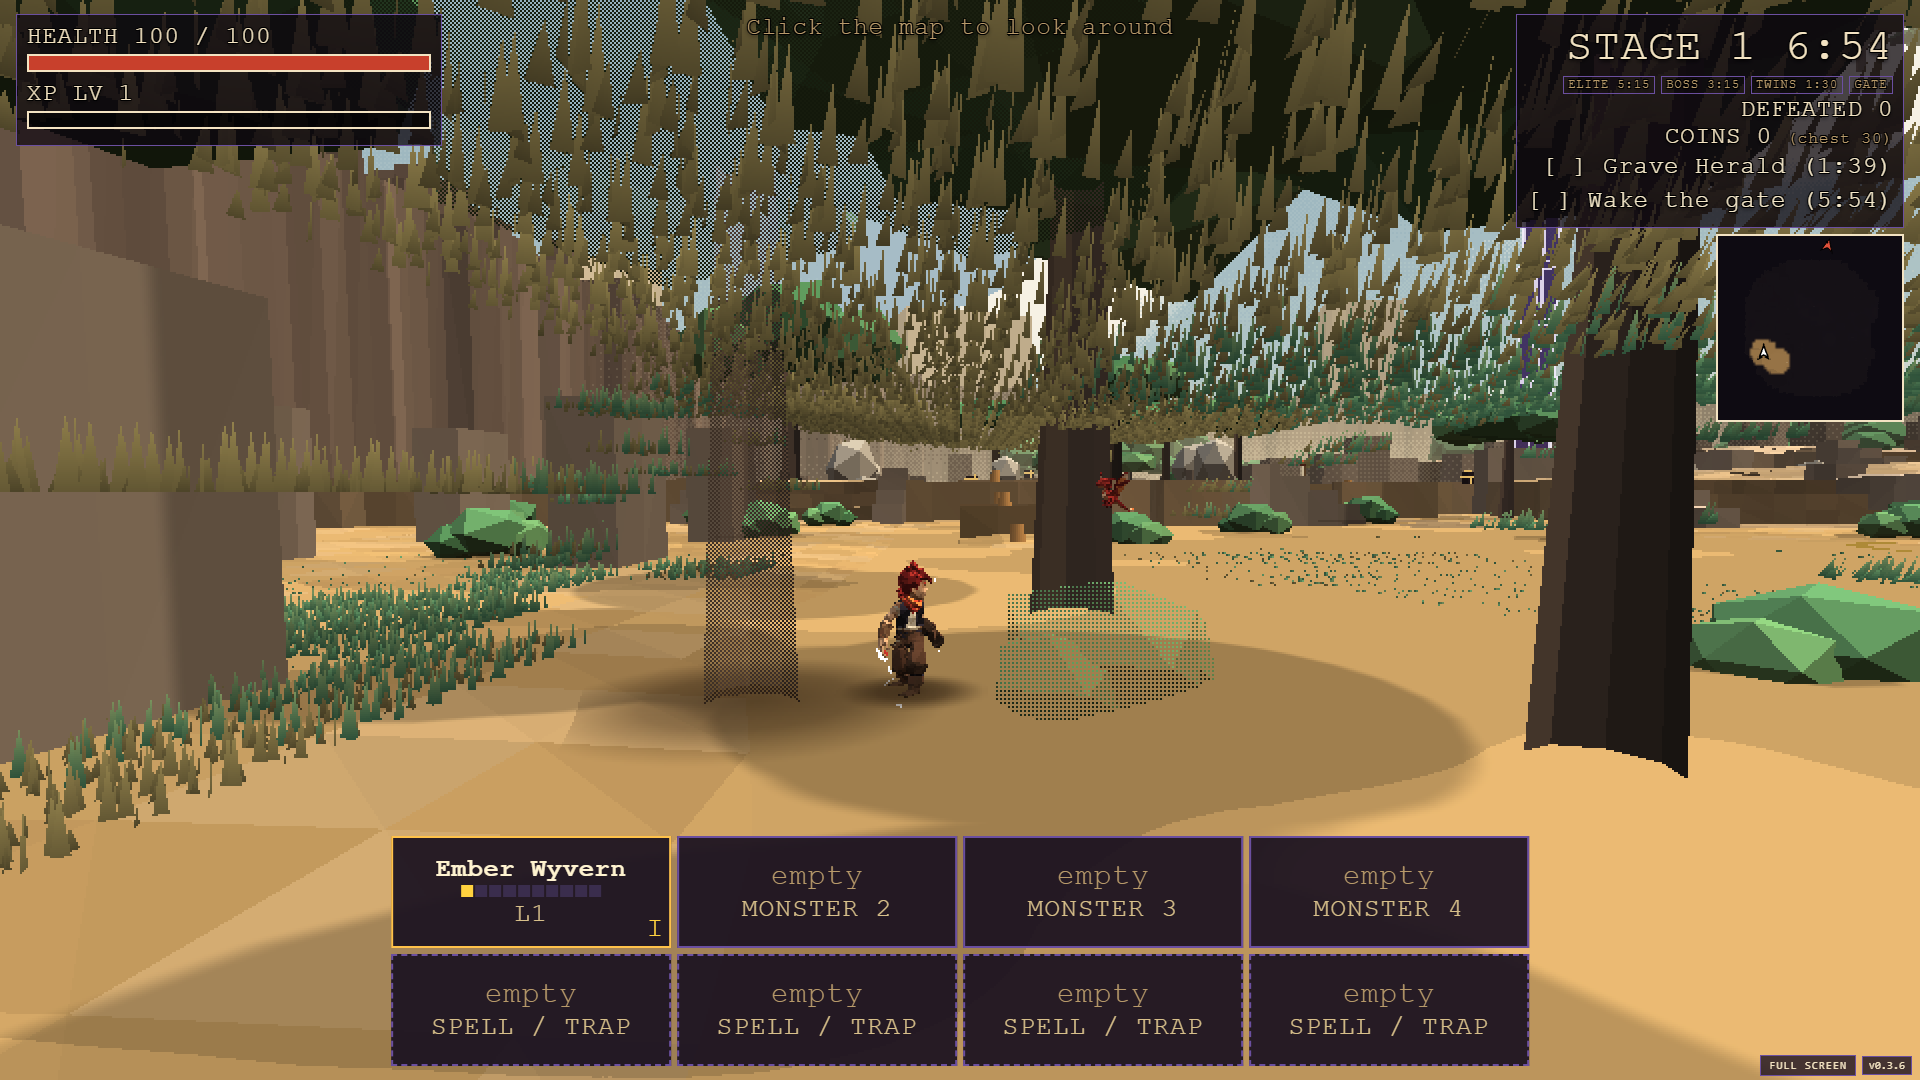 HEALTH 100 / 100
XP LV 1
Click the map to look around
STAGE 1 6:54
ELITE 5:15 BOSS 3:15 TWINS 1:30 GATE
DEFEATED 0
COINS 0 (chest 30)
[ ] Grave Herald (1:39)
[ ] Wake the gate (5:54)
Ember Wyvern
L1
I
empty
MONSTER 2
empty
MONSTER 3
empty
MONSTER 4
empty
SPELL / TRAP
empty
SPELL / TRAP
empty
SPELL / TRAP
empty
SPELL / TRAP
FULL SCREEN
v0.3.6